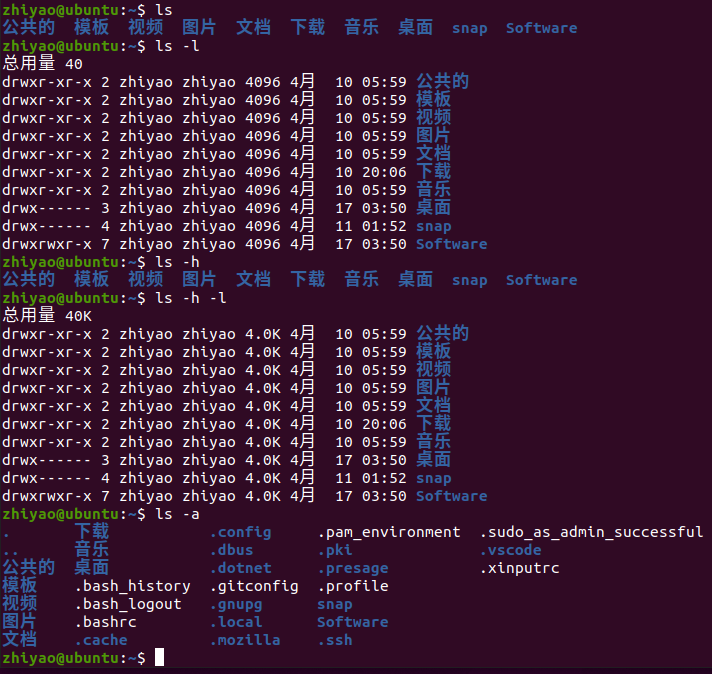 zhiyao@ubuntu:~$ ls
公共的  模板  视频  图片  文档  下载  音乐  桌面  snap  Software
zhiyao@ubuntu:~$ ls -l
总用量 40
drwxr-xr-x 2 zhiyao zhiyao 4096 4月  10 05:59 公共的
drwxr-xr-x 2 zhiyao zhiyao 4096 4月  10 05:59 模板
drwxr-xr-x 2 zhiyao zhiyao 4096 4月  10 05:59 视频
drwxr-xr-x 2 zhiyao zhiyao 4096 4月  10 05:59 图片
drwxr-xr-x 2 zhiyao zhiyao 4096 4月  10 05:59 文档
drwxr-xr-x 2 zhiyao zhiyao 4096 4月  10 20:06 下载
drwxr-xr-x 2 zhiyao zhiyao 4096 4月  10 05:59 音乐
drwx------ 3 zhiyao zhiyao 4096 4月  17 03:50 桌面
drwx------ 4 zhiyao zhiyao 4096 4月  11 01:52 snap
drwxrwxr-x 7 zhiyao zhiyao 4096 4月  17 03:50 Software
zhiyao@ubuntu:~$ ls -h
公共的  模板  视频  图片  文档  下载  音乐  桌面  snap  Software
zhiyao@ubuntu:~$ ls -h -l
总用量 40K
drwxr-xr-x 2 zhiyao zhiyao 4.0K 4月  10 05:59 公共的
drwxr-xr-x 2 zhiyao zhiyao 4.0K 4月  10 05:59 模板
drwxr-xr-x 2 zhiyao zhiyao 4.0K 4月  10 05:59 视频
drwxr-xr-x 2 zhiyao zhiyao 4.0K 4月  10 05:59 图片
drwxr-xr-x 2 zhiyao zhiyao 4.0K 4月  10 05:59 文档
drwxr-xr-x 2 zhiyao zhiyao 4.0K 4月  10 20:06 下载
drwxr-xr-x 2 zhiyao zhiyao 4.0K 4月  10 05:59 音乐
drwx------ 3 zhiyao zhiyao 4.0K 4月  17 03:50 桌面
drwx------ 4 zhiyao zhiyao 4.0K 4月  11 01:52 snap
drwxrwxr-x 7 zhiyao zhiyao 4.0K 4月  17 03:50 Software
zhiyao@ubuntu:~$ ls -a
.       下载           .config     .pam_environment  .sudo_as_admin_successful
..      音乐           .dbus       .pki              .vscode
公共的  桌面           .dotnet     .presage          .xinputrc
模板    .bash_history  .gitconfig  .profile
视频    .bash_logout   .gnupg      snap
图片    .bashrc        .local      Software
文档    .cache         .mozilla    .ssh
zhiyao@ubuntu:~$